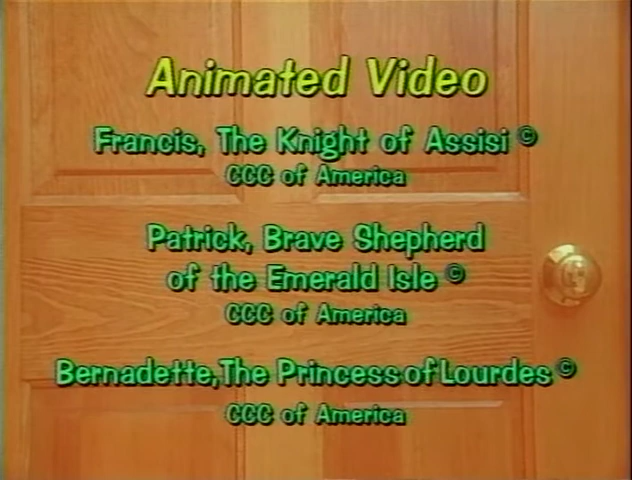 Animated Video
Francis, The Knight of Assisi ©
CCC of America
Patrick, Brave Shepherd
of the Emerald Isle ©
CCC of America
Bernadette, The Princess of Lourdes ©
CCC of America